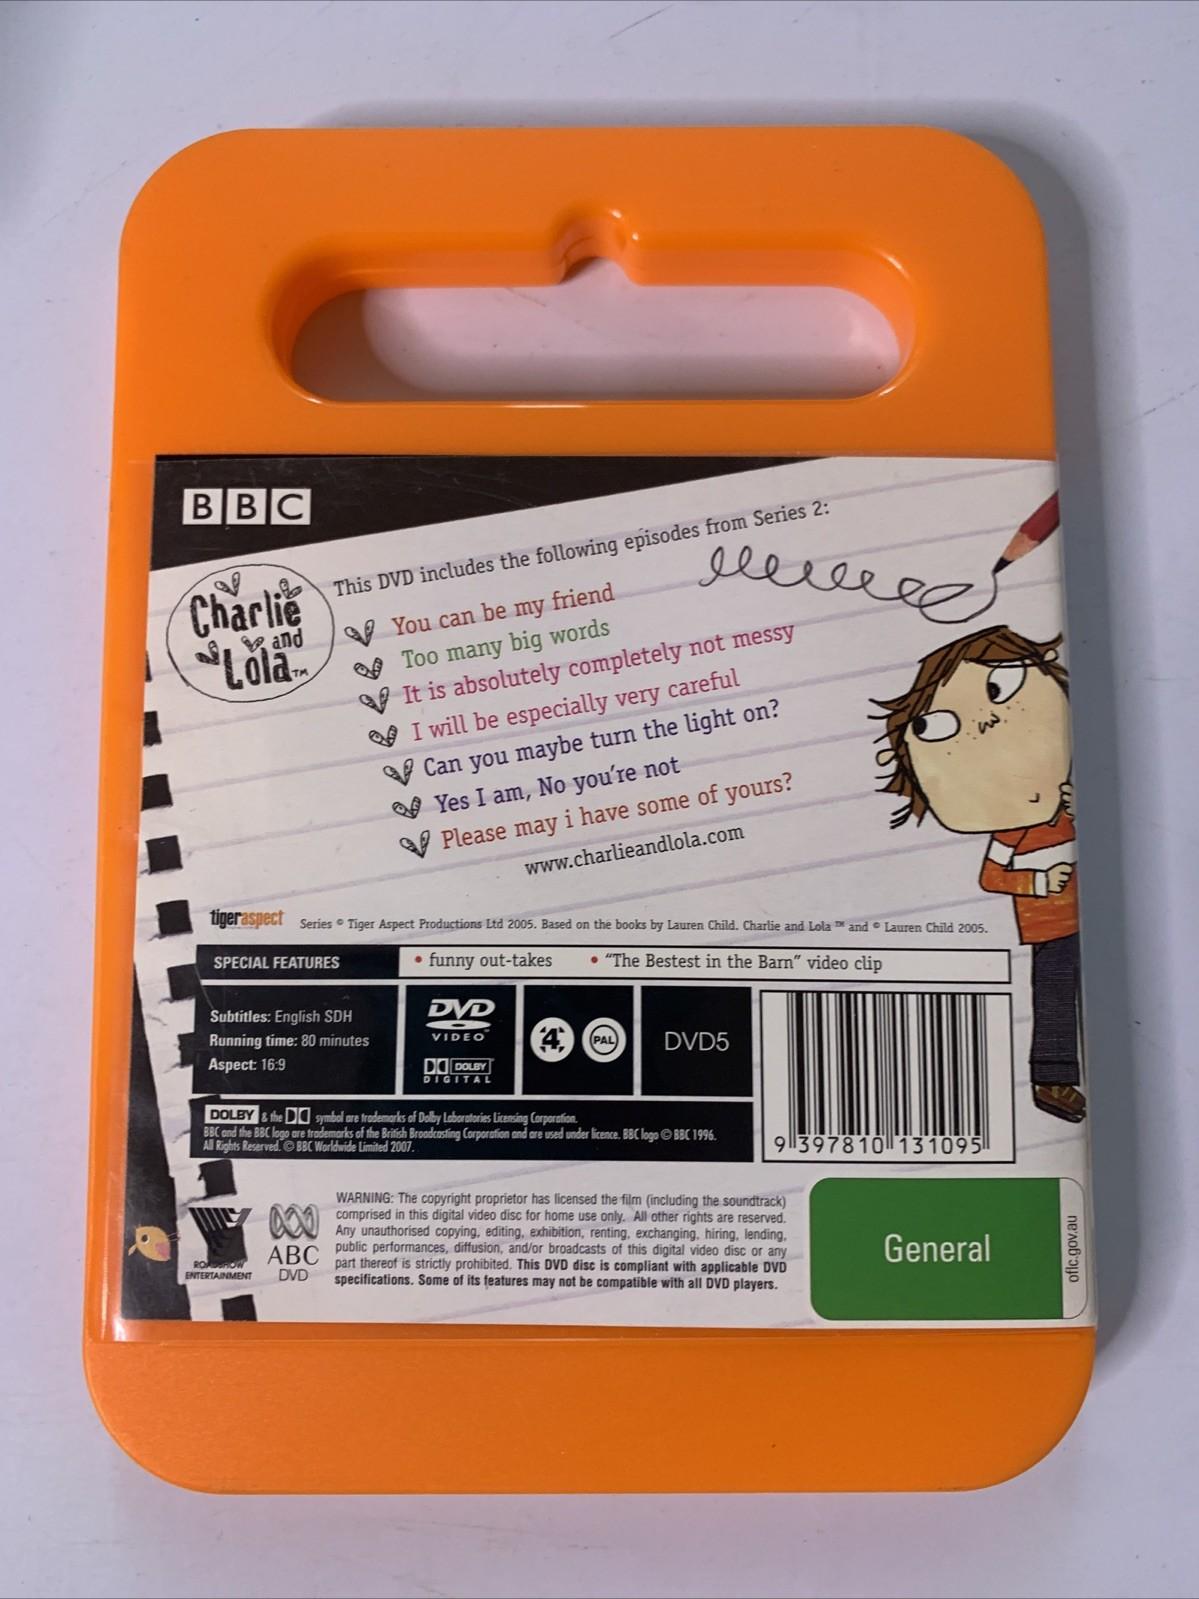 BBC
This DVD includes the following episodes from Series 2:
Charlie
and
Lola™
You can be my friend
Too many big words
It is absolutely completely not messy
I will be especially very careful
Can you maybe turn the light on?
Yes I am, No you're not
Please may i have some of yours?
www.charlieandlola.com
tigeraspect
Series © Tiger Aspect Productions Ltd 2005. Based on the books by Lauren Child. Charlie and Lola ™ and © Lauren Child 2005.
SPECIAL FEATURES
• funny out-takes • "The Bestest in the Barn" video clip
Subtitles: English SDH
Running time: 80 minutes
Aspect: 16:9
DVD
VIDEO™
DOLBY
DIGITAL
4
PAL
DVD5
DOLBY & the symbol are trademarks of Dolby Laboratories Licensing Corporation.
BBC and the BBC logo are trademarks of the British Broadcasting Corporation and are used under licence. BBC logo © BBC 1996.
All Rights Reserved. © BBC Worldwide Limited 2007.
9 397810 131095
ROADSHOW
ENTERTAINMENT
ABC
DVD
WARNING: The copyright proprietor has licensed the film (including the soundtrack)
comprised in this digital video disc for home use only. All other rights are reserved.
Any unauthorised copying, editing, exhibition, renting, exchanging, hiring, lending,
public performances, diffusion, and/or broadcasts of this digital video disc or any
part thereof is strictly prohibited. This DVD disc is compliant with applicable DVD
specifications. Some of its features may not be compatible with all DVD players.
General
oflc.gov.au